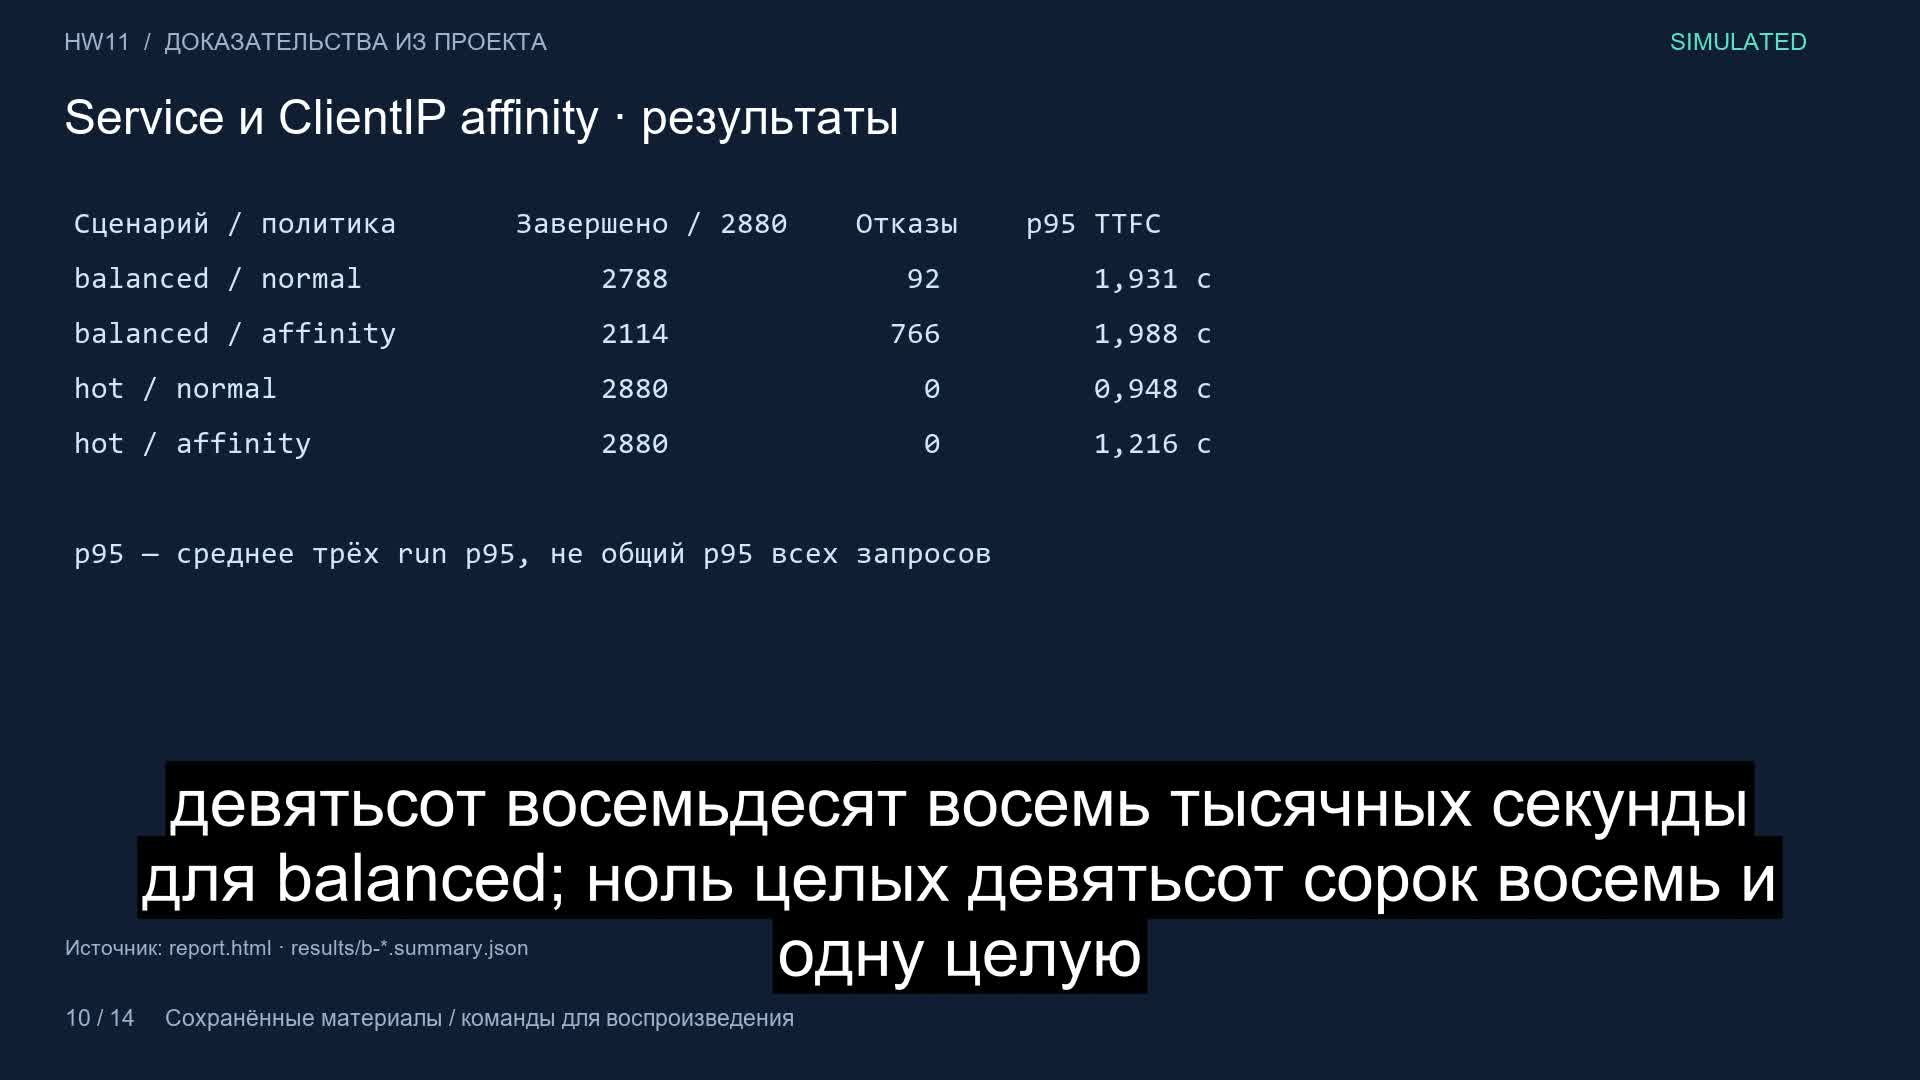 HW11 / ДОКАЗАТЕЛЬСТВА ИЗ ПРОЕКТА
SIMULATED
Service и ClientIP affinity · результаты
Сценарий / политика Завершено / 2880 Отказы p95 TTFC
balanced / normal 2788 92 1,931 с
balanced / affinity 2114 766 1,988 с
hot / normal 2880 0 0,948 с
hot / affinity 2880 0 1,216 с
p95 — среднее трёх run p95, не общий p95 всех запросов
девятьсот восемьдесят восемь тысячных секунды
для balanced; ноль целых девятьсот сорок восемь и
одну целую
Источник: report.html · results/b-*.summary.json
10 / 14 Сохранённые материалы / команды для воспроизведения